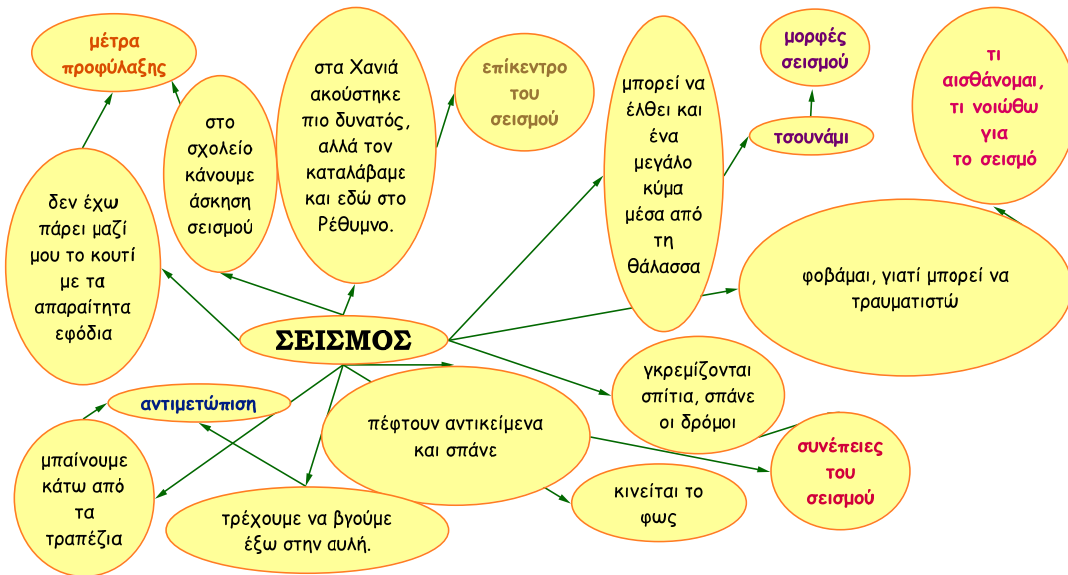 μέτρα
προφύλαξης
στο
σχολείο
κάνουμε
άσκηση
σεισμού
στα Χανιά
ακούστηκε
πιο δυνατός,
αλλά τον
καταλάβαμε
και εδώ στο
Ρέθυμνο.
επίκεντρο
του
σεισμού
μπορεί να
έλθει και
ένα
μεγάλο
κύμα
μέσα από
τη
θάλασσα
μορφές
σεισμού
τσουνάμι
τι
αισθάνομαι,
τι νοιώθω
για
το σεισμό
δεν έχω
πάρει μαζί
μου το κουτί
με τα
απαραίτητα
εφόδια
φοβάμαι, γιατί μπορεί να
τραυματιστώ
ΣΕΙΣΜΟΣ
γκρεμίζονται
σπίτια, σπάνε
οι δρόμοι
αντιμετώπιση
πέφτουν αντικείμενα
και σπάνε
συνέπειες
του
σεισμού
μπαίνουμε
κάτω από
τα
τραπέζια
τρέχουμε να βγούμε
έξω στην αυλή.
κινείται το
φως